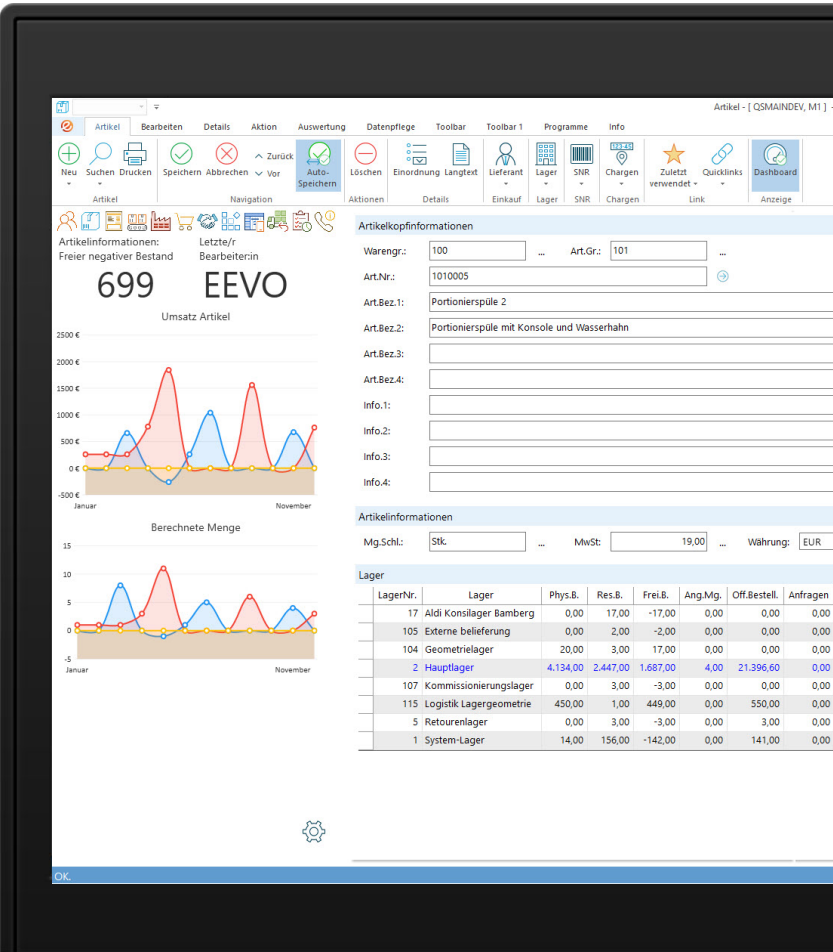 Artikel - [ QSMAINDEV, M1 ] -
Artikel Bearbeiten Details Aktion Auswertung Datenpflege Toolbar Toolbar 1 Programme Info
Zurück
Vor
Neu Suchen Drucken Speichern Abbrechen Auto-Speichern Löschen Einordnung Langtext Lieferant Lager SNR Chargen Zuletzt verwendet Quicklinks Dashboard
Artikel Navigation Aktionen Details Einkauf Lager SNR Chargen Link Anzeige
Artikelinformationen: Letzte/r
Freier negativer Bestand Bearbeiter:in
699 EEVO
Umsatz Artikel
2500 €
2000 €
1500 €
1000 €
500 €
0 €
-500 €
Januar November
Berechnete Menge
15
10
5
0
-5
Januar November
Artikelkopfinformationen
Warengr.: 100 ... Art.Gr.: 101 ...
Art.Nr.: 1010005
Art.Bez.1: Portionierspüle 2
Art.Bez.2: Portionierspüle mit Konsole und Wasserhahn
Art.Bez.3:
Art.Bez.4:
Info.1:
Info.2:
Info.3:
Info.4:
Artikelinformationen
Mg.Schl.: Stk. ... MwSt: 19,00 ... Währung: EUR
Lager
LagerNr. Lager Phys.B. Res.B. Frei.B. Ang.Mg. Off.Bestell. Anfragen
17 Aldi Konsilager Bamberg 0,00 17,00 -17,00 0,00 0,00 0,00
105 Externe belieferung 0,00 2,00 -2,00 0,00 0,00 0,00
104 Geometrielager 20,00 3,00 17,00 0,00 0,00 0,00
2 Hauptlager 4.134,00 2.447,00 1.687,00 4,00 21.396,60 0,00
107 Kommissionierungslager 0,00 3,00 -3,00 0,00 0,00 0,00
115 Logistik Lagergeometrie 450,00 1,00 449,00 0,00 550,00 0,00
5 Retourenlager 0,00 3,00 -3,00 0,00 3,00 0,00
1 System-Lager 14,00 156,00 -142,00 0,00 141,00 0,00
OK.